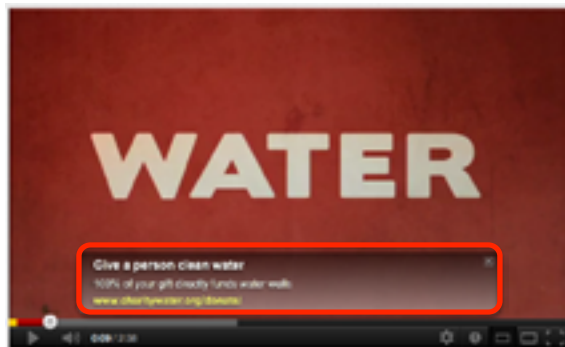 WATER
Give a person clean water
100% of your gift directly funds water wells
www.charitywater.org/donate
0:09 / 2:38